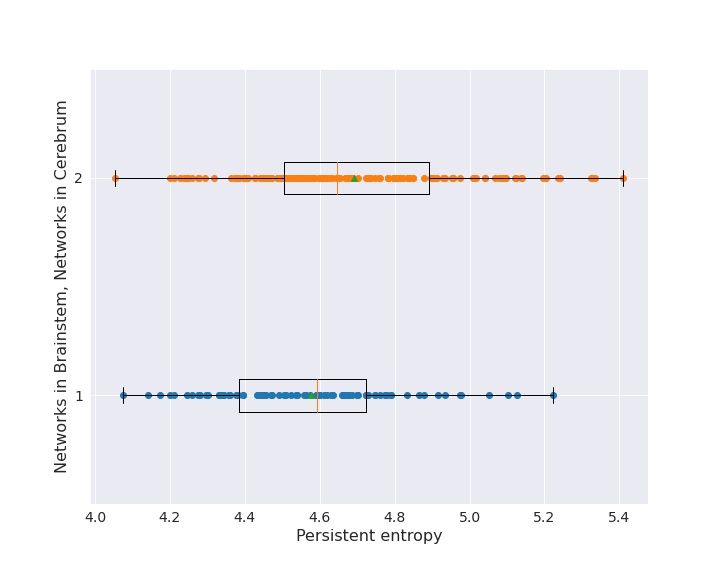 Networks in Brainstem, Networks in Cerebrum
2
1
4.0 4.2 4.4 4.6 4.8 5.0 5.2 5.4
Persistent entropy